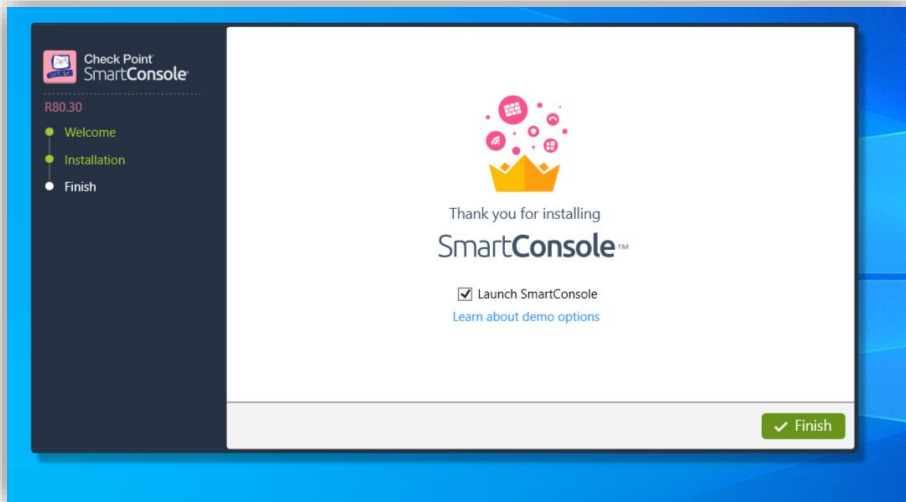 Check Point
SmartConsole
R80.30
Welcome
Installation
Finish
Thank you for installing
SmartConsole™
Launch SmartConsole
Learn about demo options
Finish